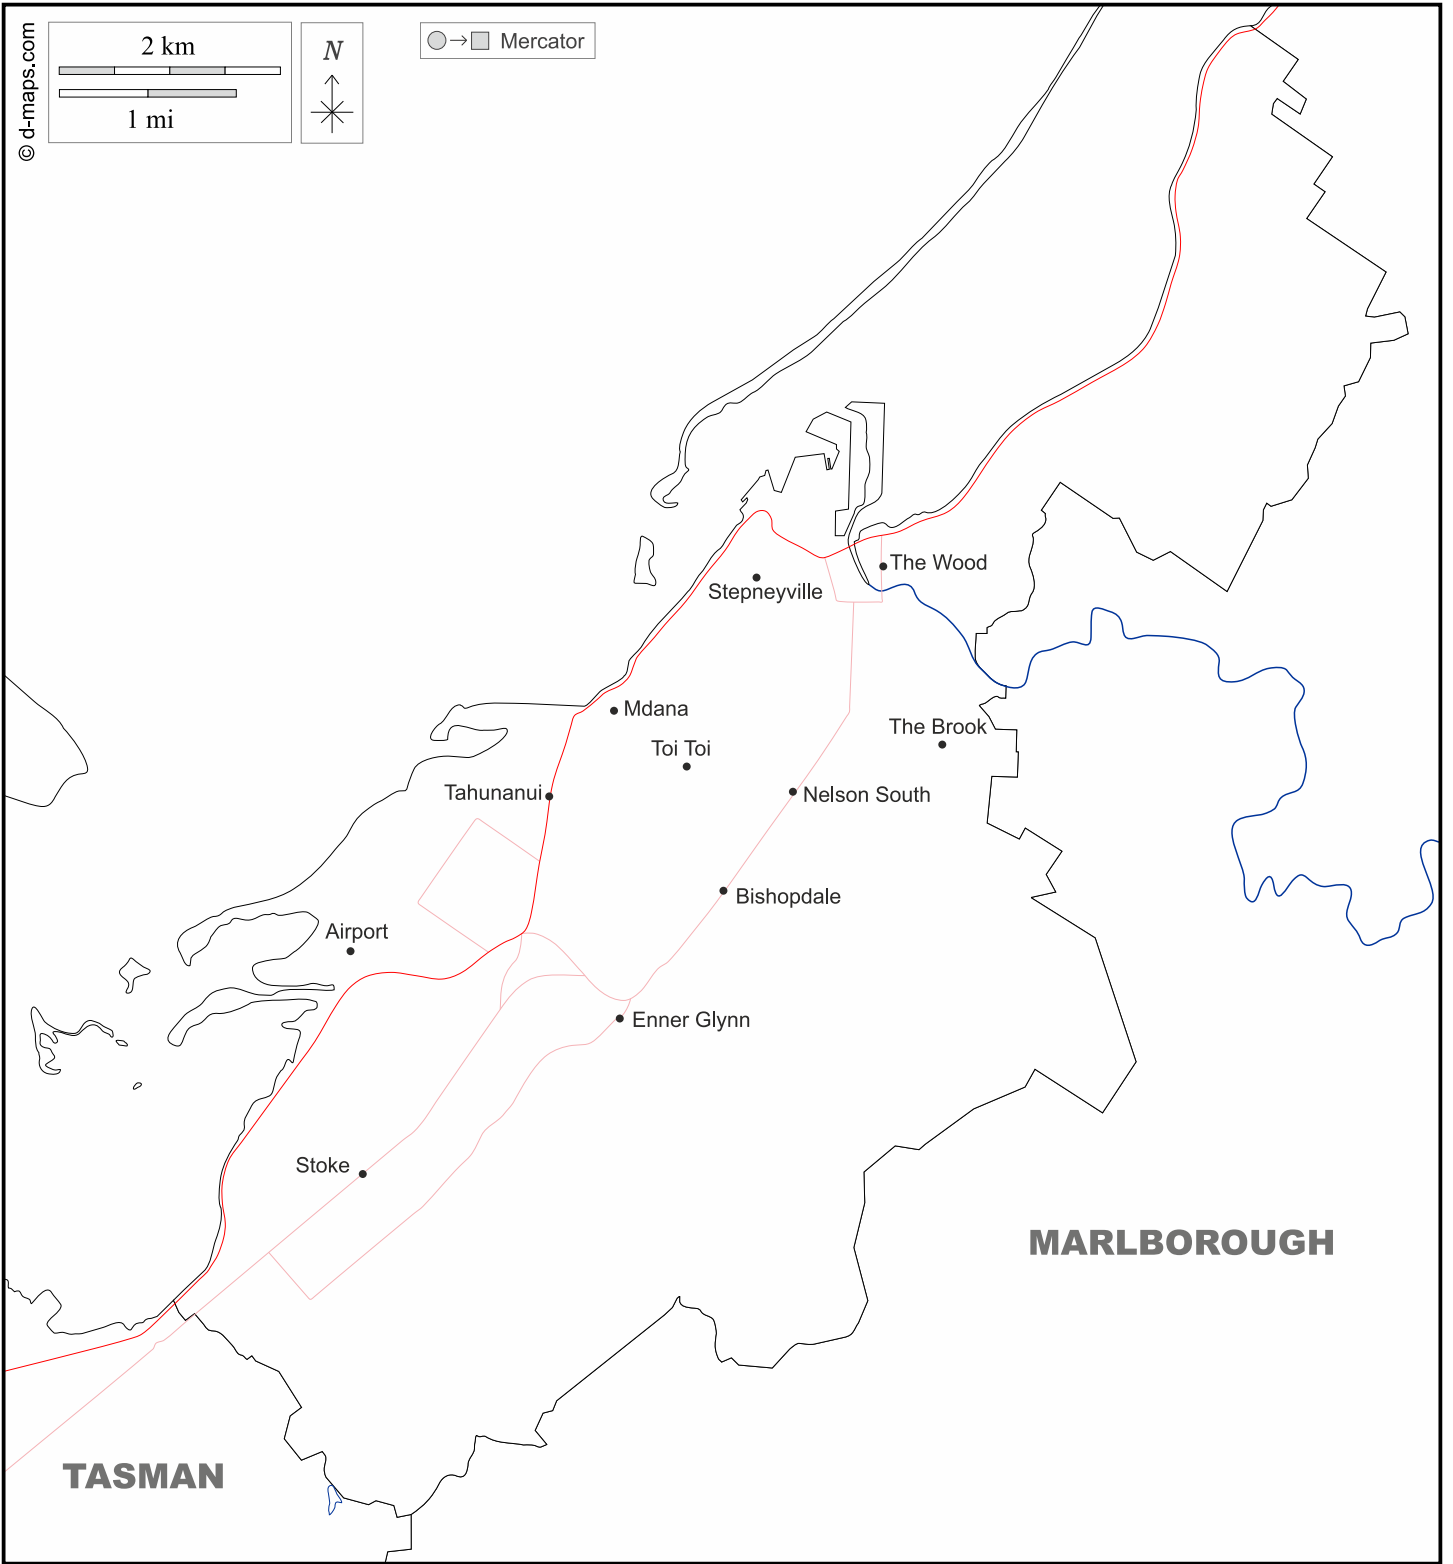 © d-maps.com
2 km
1 mi
N
Mercator
The Wood
Stepneyville
Mdana
The Brook
Toi Toi
Tahunanui
Nelson South
Bishopdale
Airport
Enner Glynn
Stoke
MARLBOROUGH
TASMAN